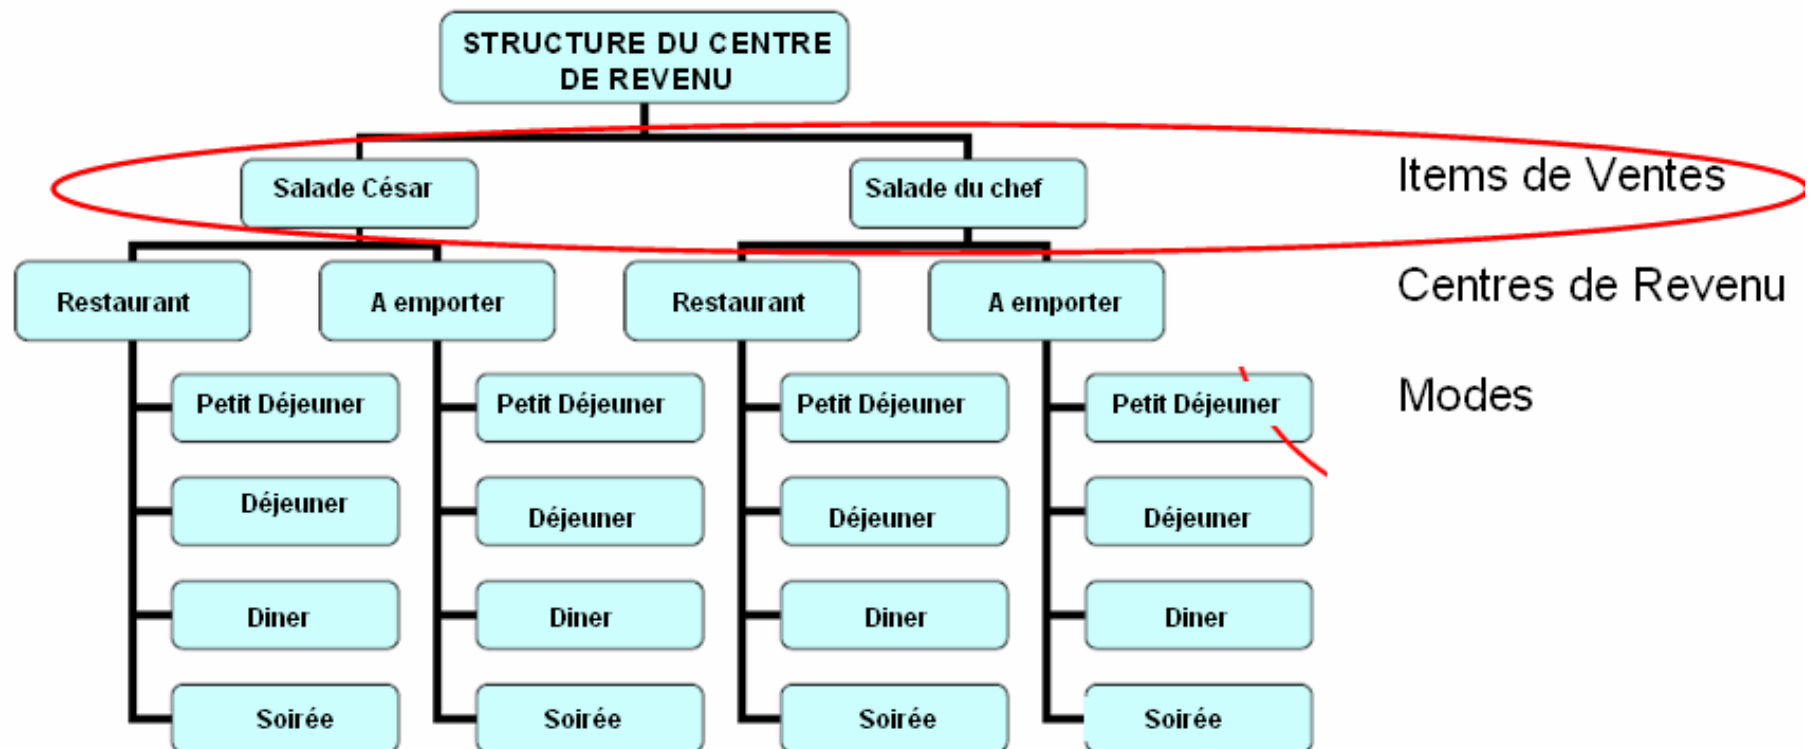 STRUCTURE DU CENTRE
DE REVENU
Salade César
Salade du chef
Items de Ventes
Restaurant
A emporter
Restaurant
A emporter
Centres de Revenu
Petit Déjeuner
Petit Déjeuner
Petit Déjeuner
Petit Déjeuner
Modes
Déjeuner
Déjeuner
Déjeuner
Déjeuner
Diner
Diner
Diner
Diner
Soirée
Soirée
Soirée
Soirée